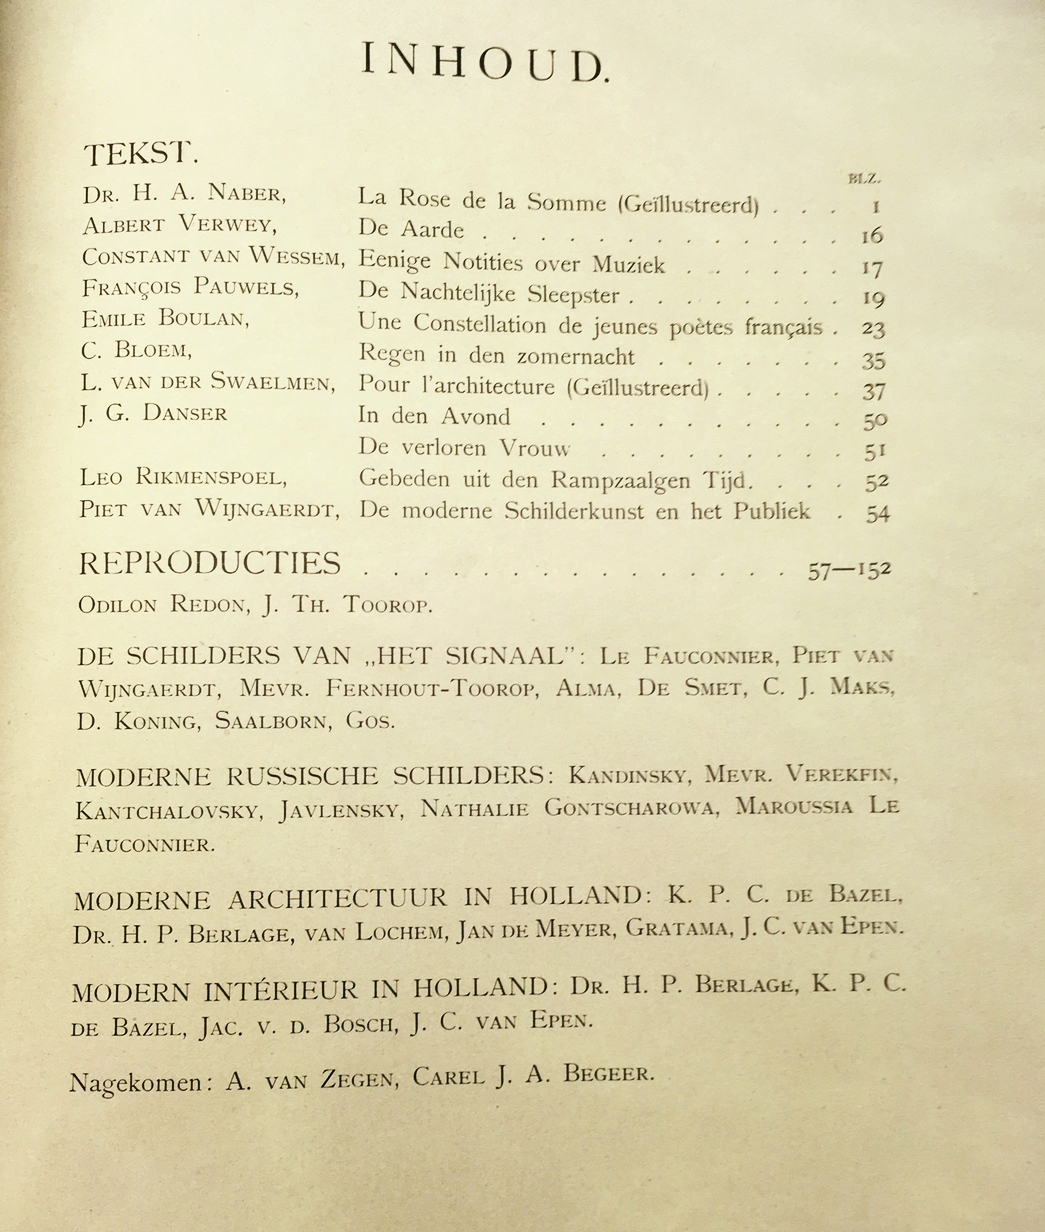 INHOUD.
TEKST.
BLZ.
Dr. H. A. Naber, La Rose de la Somme (Geïllustreerd) . . . 1
Albert Verwey, De Aarde . . . . . . . . . . . . 16
Constant van Wessem, Eenige Notities over Muziek . . . . . . 17
François Pauwels, De Nachtelijke Sleepster . . . . . . . . 19
Emile Boulan, Une Constellation de jeunes poètes français . 23
C. Bloem, Regen in den zomernacht . . . . . . . 35
L. van der Swaelmen, Pour l'architecture (Geïllustreerd) . . . . . 37
J. G. Danser In den Avond . . . . . . . . . . . 50
De verloren Vrouw . . . . . . . . . 51
Leo Rikmenspoel, Gebeden uit den Rampzaalgen Tijd. . . . . 52
Piet van Wijngaerdt, De moderne Schilderkunst en het Publiek . 54
REPRODUCTIES . . . . . . . . . . . . . . . 57—152
Odilon Redon, J. Th. Toorop.
DE SCHILDERS VAN „HET SIGNAAL": Le Fauconnier, Piet van
Wijngaerdt, Mevr. Fernhout-Toorop, Alma, De Smet, C. J. Maks,
D. Koning, Saalborn, Gos.
MODERNE RUSSISCHE SCHILDERS: Kandinsky, Mevr. Verekfin,
Kantchalovsky, Javlensky, Nathalie Gontscharowa, Maroussia Le
Fauconnier.
MODERNE ARCHITECTUUR IN HOLLAND: K. P. C. de Bazel,
Dr. H. P. Berlage, van Lochem, Jan de Meyer, Gratama, J. C. van Epen.
MODERN INTÉRIEUR IN HOLLAND: Dr. H. P. Berlage, K. P. C.
de Bazel, Jac. v. d. Bosch, J. C. van Epen.
Nagekomen: A. van Zegen, Carel J. A. Begeer.